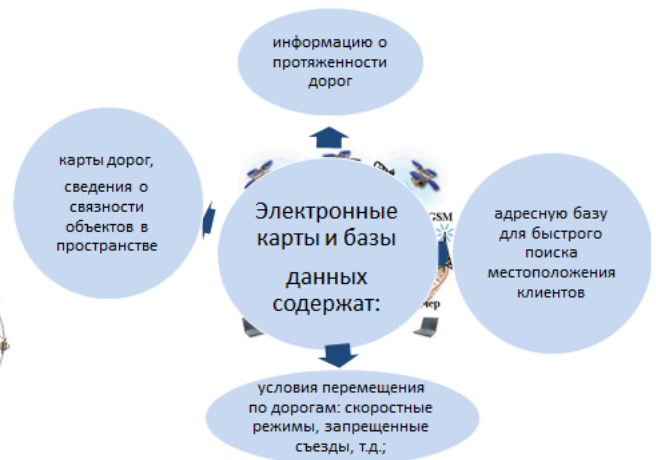 информацию о
протяженности
дорог
карты дорог,
сведения о
связности
объектов в
пространстве
Электронные
карты и базы
данных
содержат:
GSM
адресную базу
для быстрого
поиска
местоположения
клиентов
условия перемещения
по дорогам: скоростные
режимы, запрещенные
съезды, т.д.;